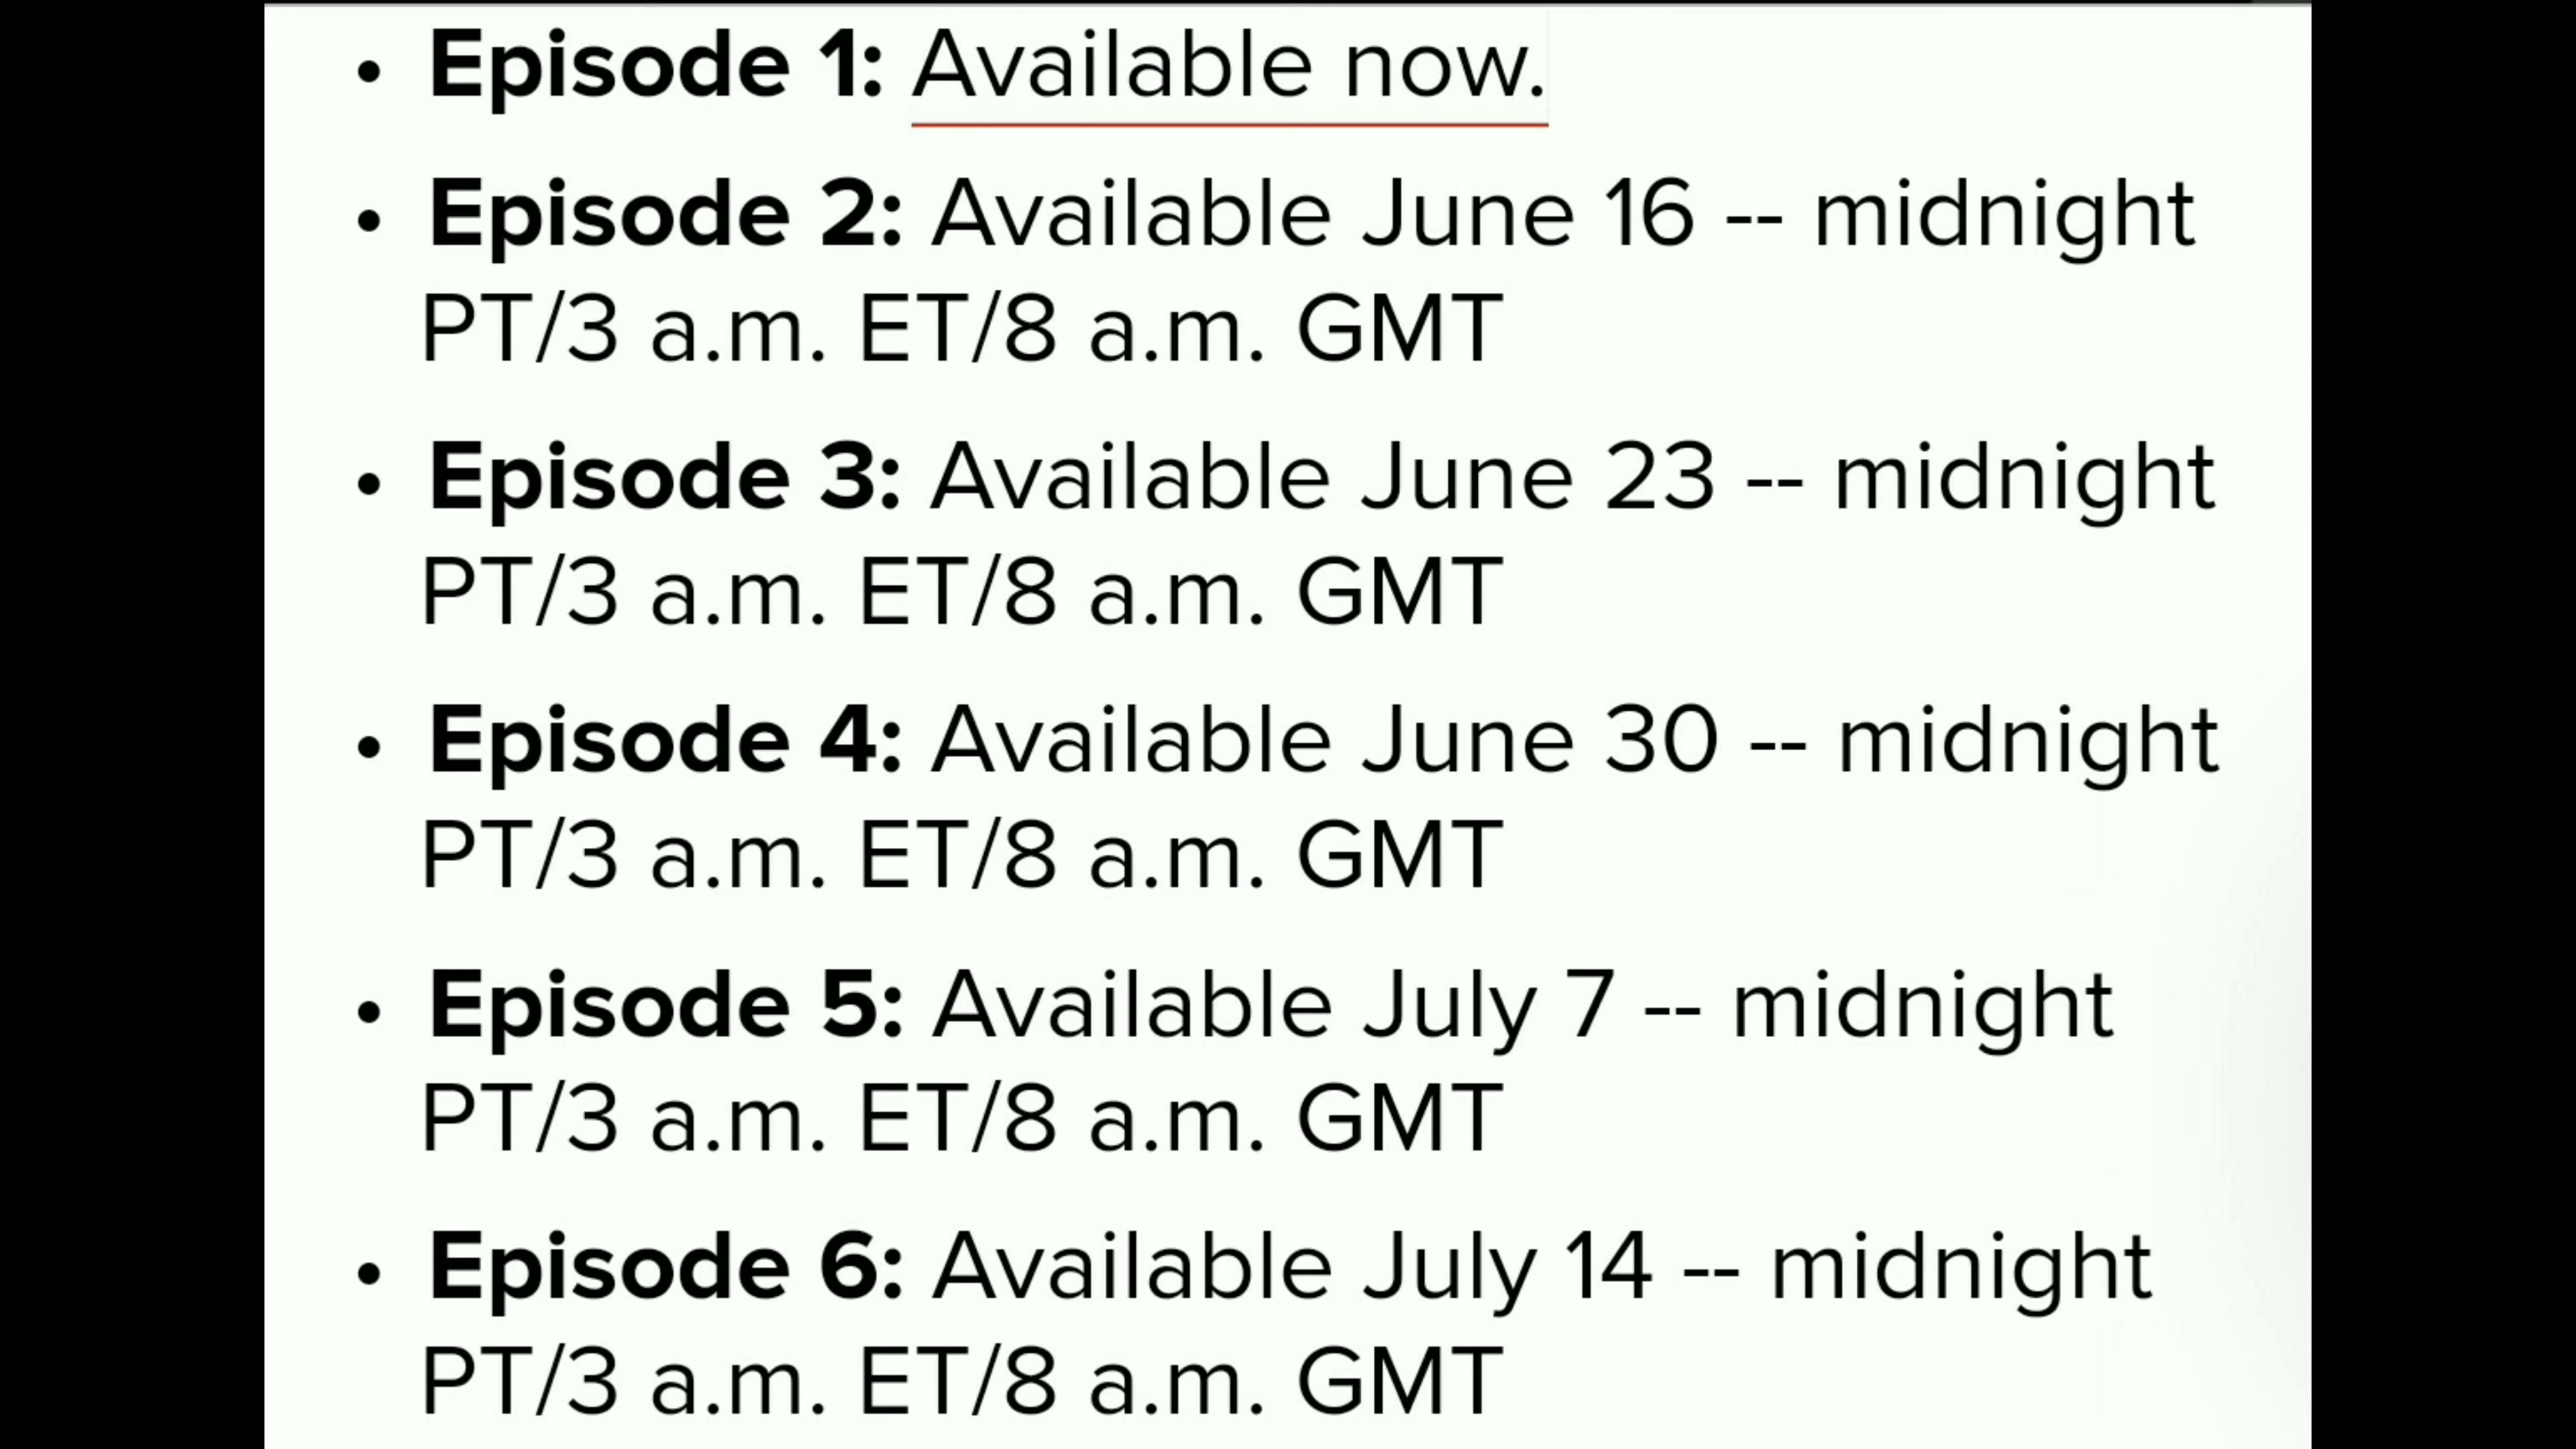 • Episode 1: Available now.
• Episode 2: Available June 16 -- midnight
PT/3 a.m. ET/8 a.m. GMT
• Episode 3: Available June 23 -- midnight
PT/3 a.m. ET/8 a.m. GMT
• Episode 4: Available June 30 -- midnight
PT/3 a.m. ET/8 a.m. GMT
• Episode 5: Available July 7 -- midnight
PT/3 a.m. ET/8 a.m. GMT
• Episode 6: Available July 14 -- midnight
PT/3 a.m. ET/8 a.m. GMT